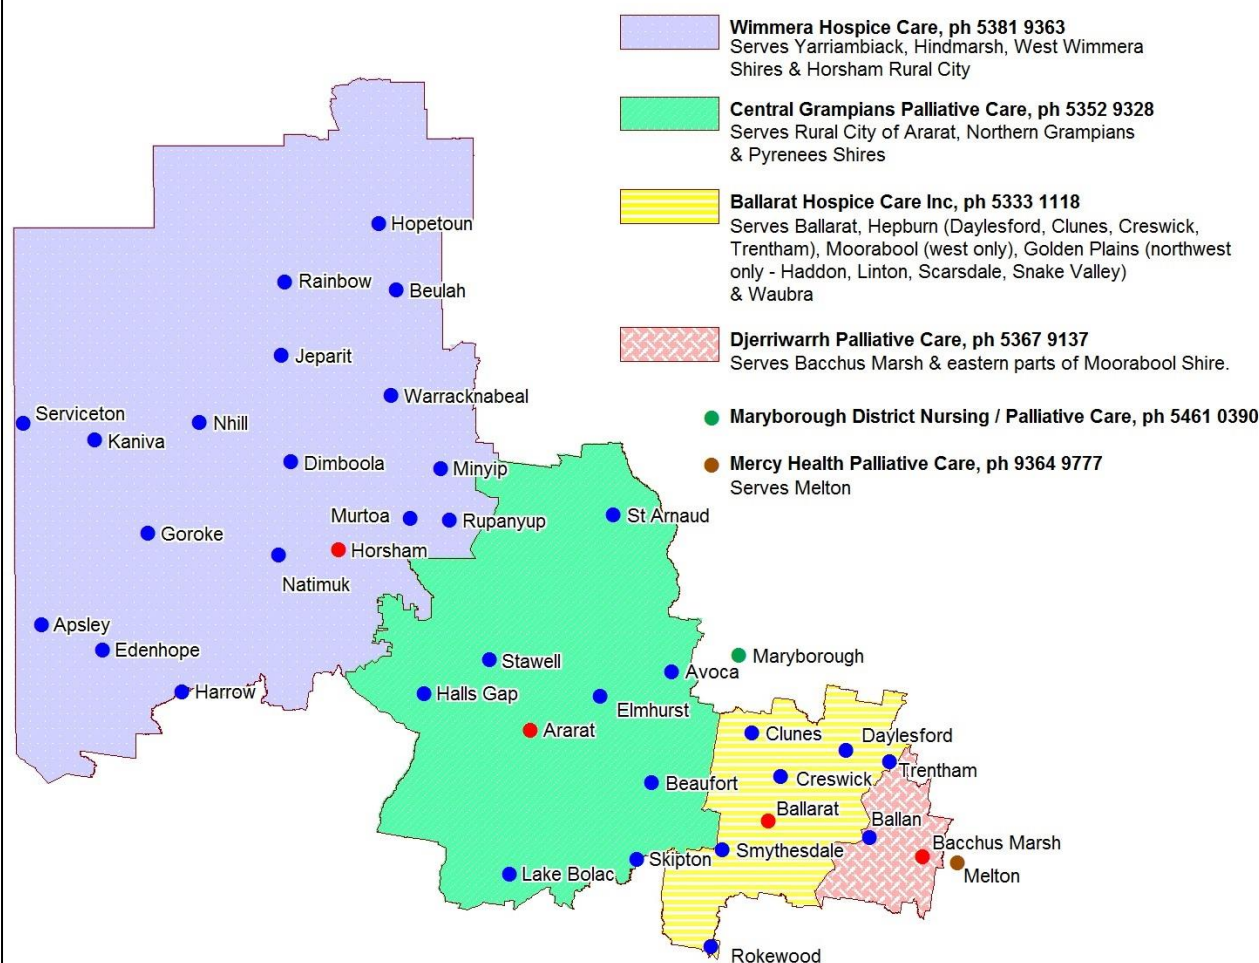 Wimmera Hospice Care, ph 5381 9363
Serves Yarriambiack, Hindmarsh, West Wimmera
Shires & Horsham Rural City
Central Grampians Palliative Care, ph 5352 9328
Serves Rural City of Ararat, Northern Grampians
& Pyrenees Shires
Ballarat Hospice Care Inc, ph 5333 1118
Serves Ballarat, Hepburn (Daylesford, Clunes, Creswick,
Trentham), Moorabool (west only), Golden Plains (northwest
only - Haddon, Linton, Scarsdale, Snake Valley)
& Waubra
Djerriwarrh Palliative Care, ph 5367 9137
Serves Bacchus Marsh & eastern parts of Moorabool Shire.
Maryborough District Nursing / Palliative Care, ph 5461 0390
Mercy Health Palliative Care, ph 9364 9777
Serves Melton
Hopetoun
Rainbow
Beulah
Jeparit
Warracknabeal
Serviceton
Nhill
Kaniva
Dimboola
Minyip
Murtoa
Rupanyup
St Arnaud
Goroke
Horsham
Natimuk
Apsley
Edenhope
Harrow
Stawell
Avoca
Maryborough
Halls Gap
Elmhurst
Ararat
Clunes
Daylesford
Trentham
Beaufort
Creswick
Ballarat
Ballan
Bacchus Marsh
Smythesdale
Skipton
Lake Bolac
Melton
Rokewood